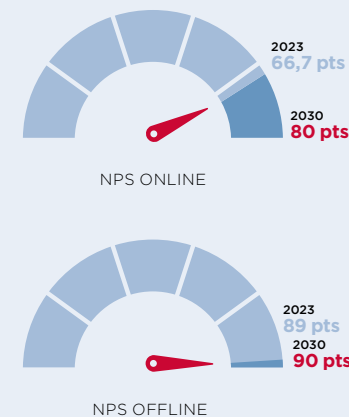 2023
66,7 pts
2030
80 pts
NPS ONLINE
2023
89 pts
2030
90 pts
NPS OFFLINE